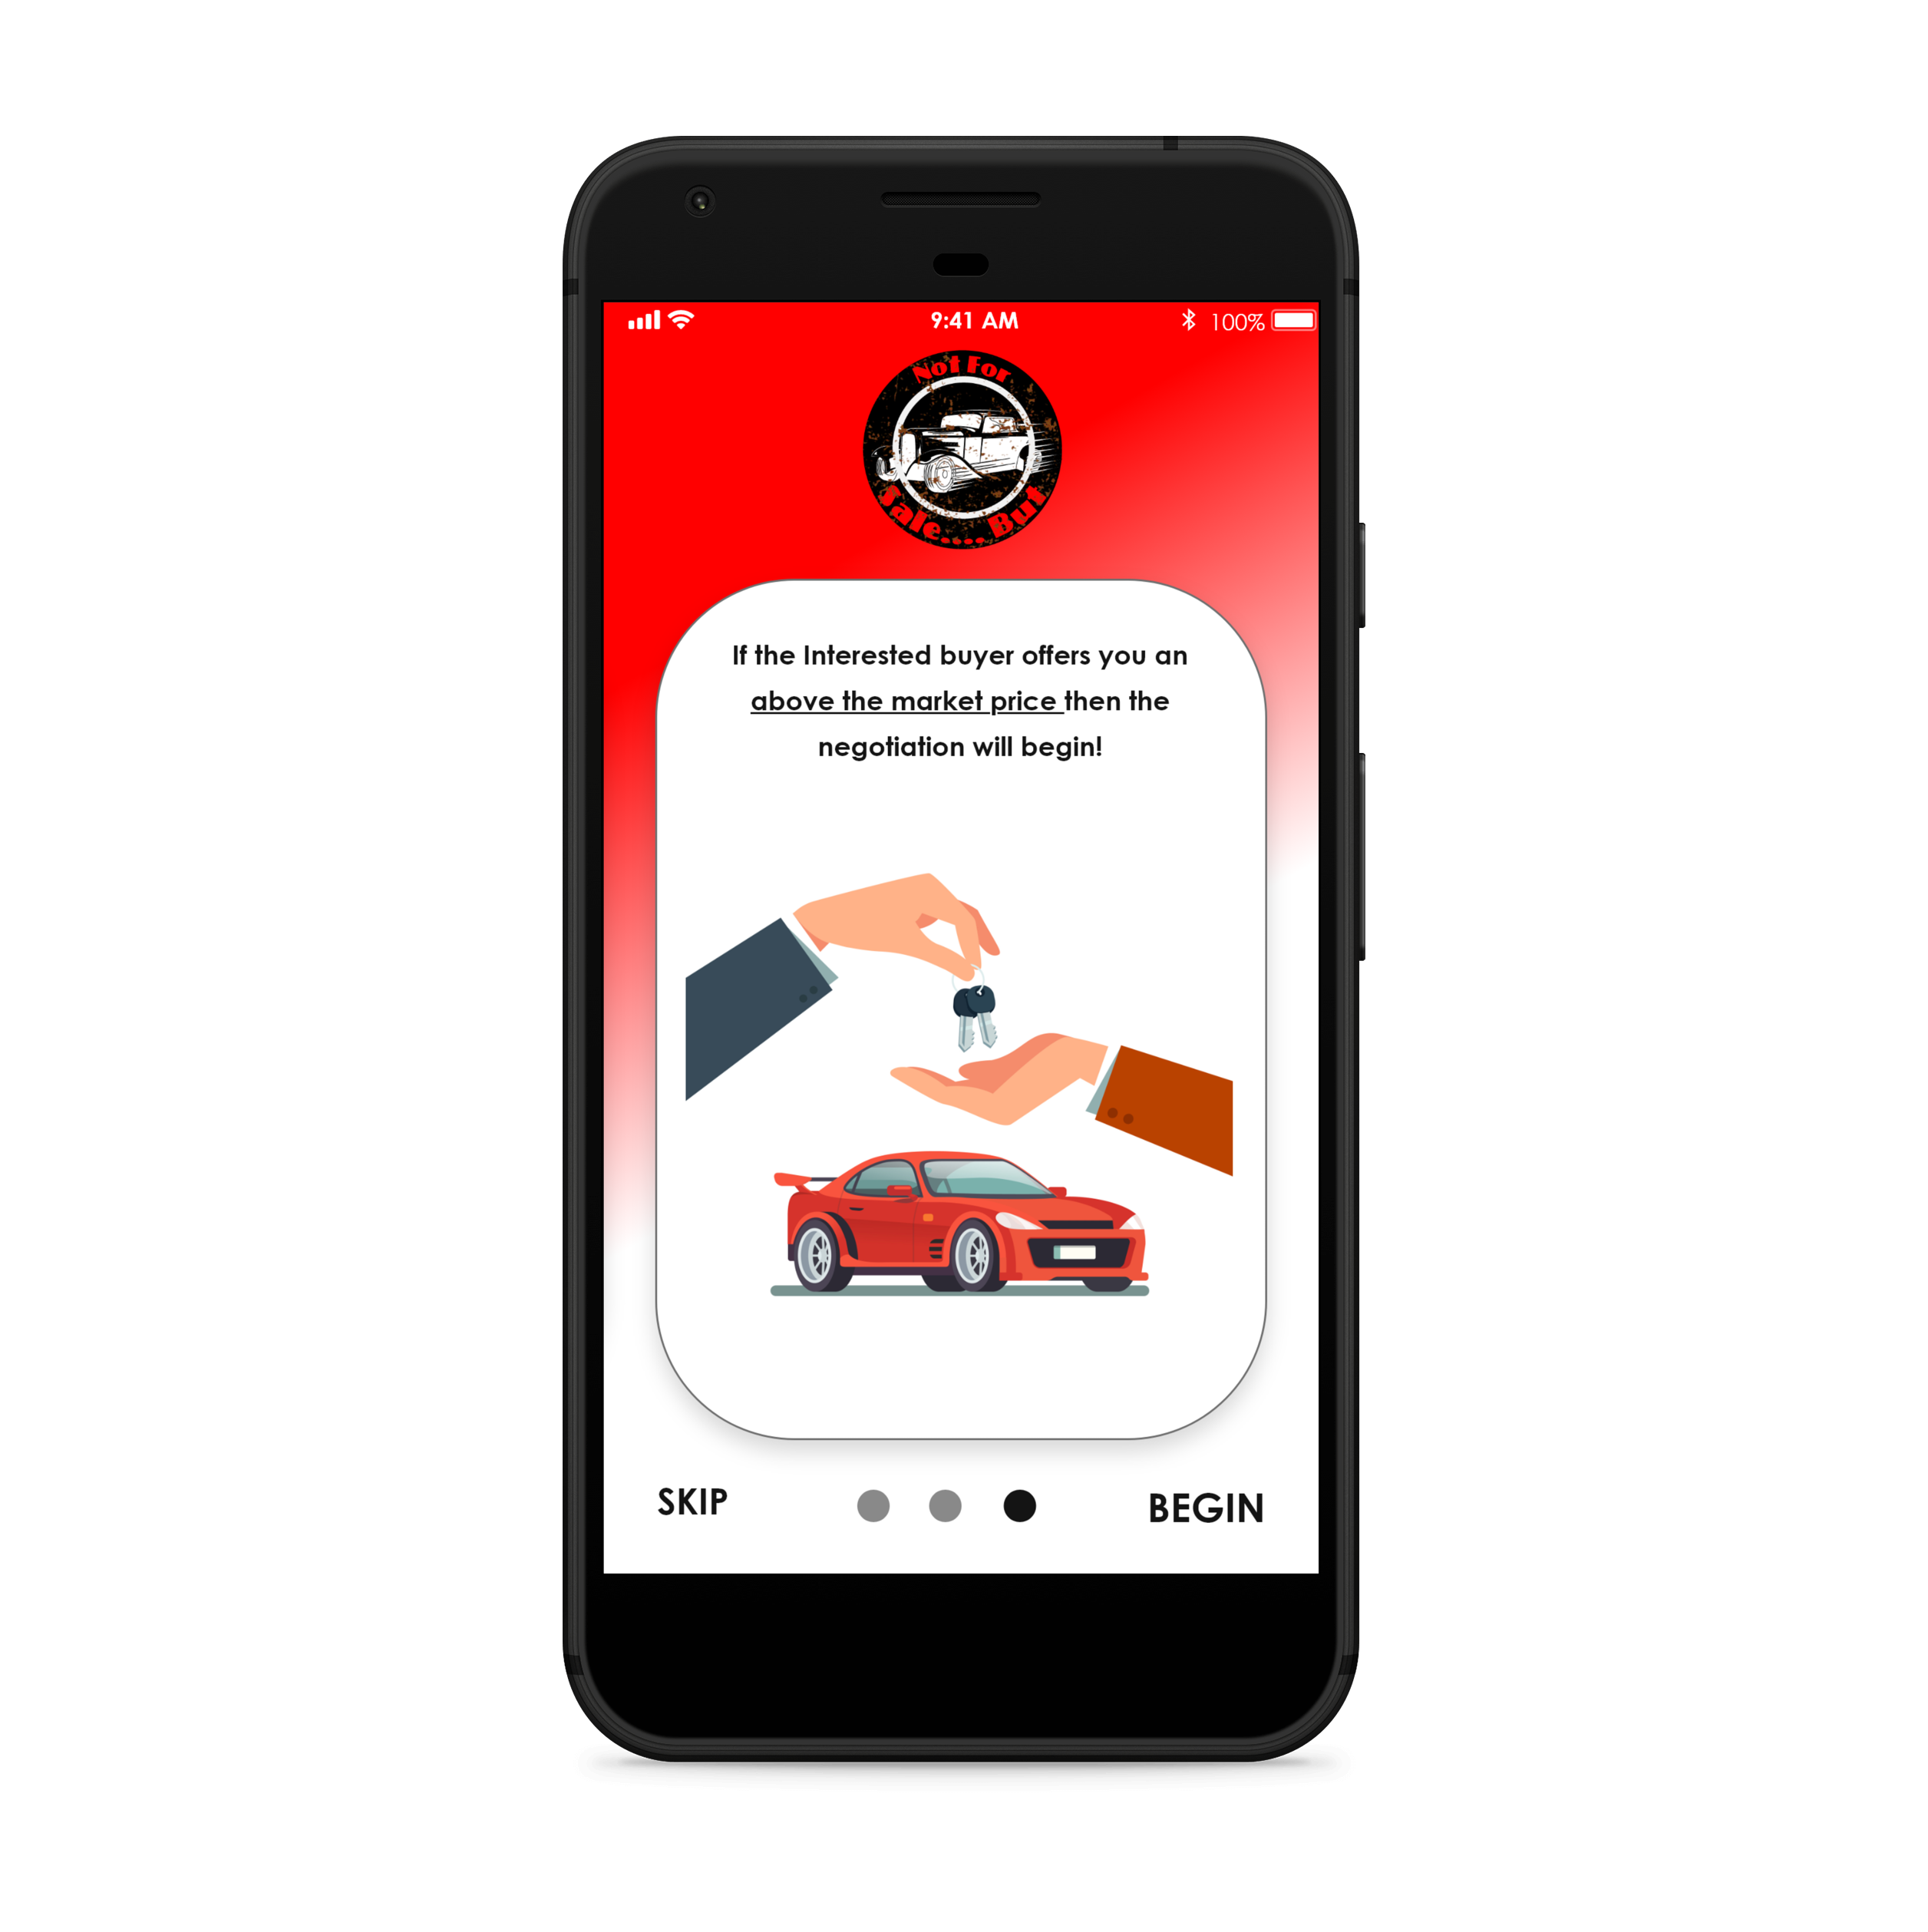 9:41 AM
100%
Not For
Sale.....But
If the Interested buyer offers you an
above the market price then the
negotiation will begin!
SKIP
BEGIN